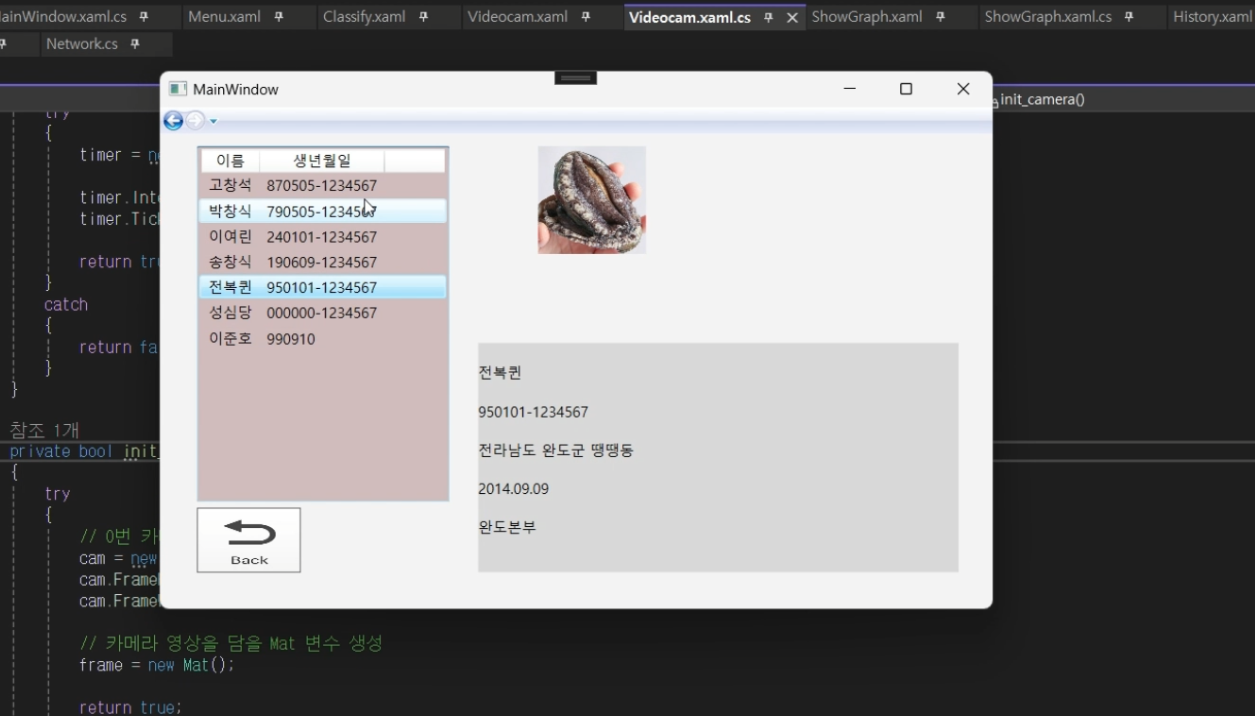 ainWindow.xaml.cs Menu.xaml Classify.xaml Videocam.xaml Videocam.xaml.cs ShowGraph.xaml ShowGraph.xaml.cs History.xaml
Network.cs
MainWindow
init_camera()
이름 생년월일
고창석 870505-1234567
박창식 790505-1234567
이여린 240101-1234567
송창식 190609-1234567
전복퀸 950101-1234567
성심당 000000-1234567
이준호 990910
Back
전복퀸
950101-1234567
전라남도 완도군 땡땡동
2014.09.09
완도본부
try
{
timer = ne
timer.Inte
timer.Tick
return tru
}
catch
{
return fa
}
}
참조 1개
private bool init_
{
try
{
// 0번 카
cam = new
cam.Frame
cam.Frame
// 카메라 영상을 담을 Mat 변수 생성
frame = new Mat();
return true;